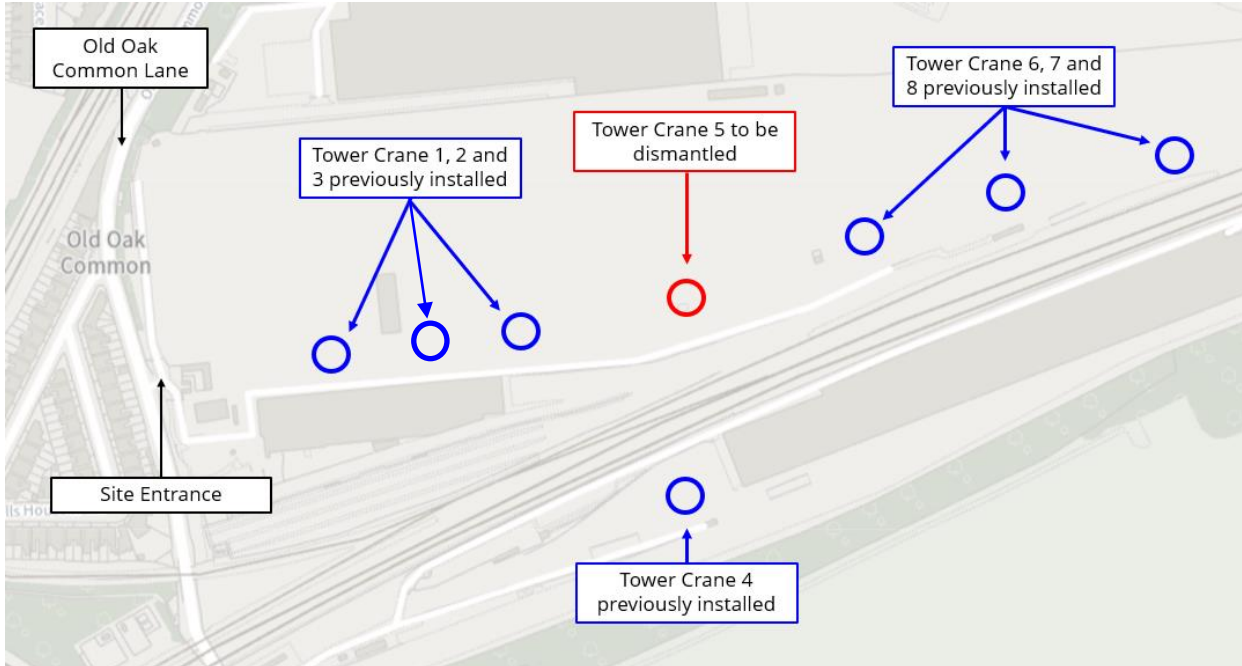 Old Oak
Common Lane
Tower Crane 6, 7 and
8 previously installed
Tower Crane 5 to be
dismantled
Tower Crane 1, 2 and
3 previously installed
Old Oak
Common
Site Entrance
Tower Crane 4
previously installed